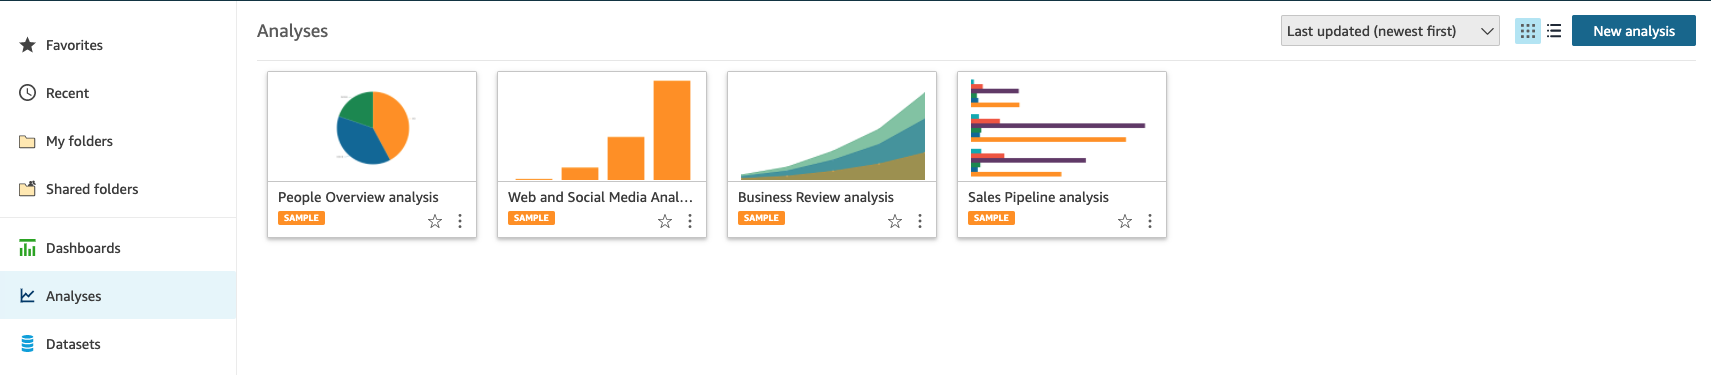 Favorites
Recent
My folders
Shared folders
Dashboards
Analyses
Datasets
Analyses
Last updated (newest first)
New analysis
People Overview analysis
SAMPLE
Web and Social Media Anal...
SAMPLE
Business Review analysis
SAMPLE
Sales Pipeline analysis
SAMPLE